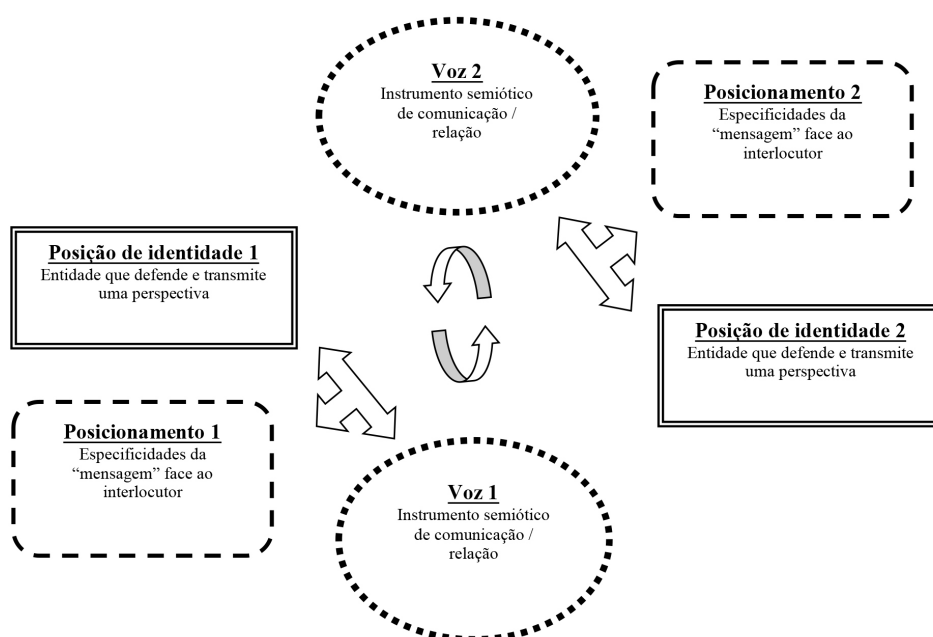 Voz 2
Instrumento semiótico
de comunicação /
relação
Posicionamento 2
Especificidades da
“mensagem” face ao
interlocutor
Posição de identidade 1
Entidade que defende e transmite
uma perspectiva
Posição de identidade 2
Entidade que defende e transmite
uma perspectiva
Posicionamento 1
Especificidades da
“mensagem” face ao
interlocutor
Voz 1
Instrumento semiótico
de comunicação /
relação